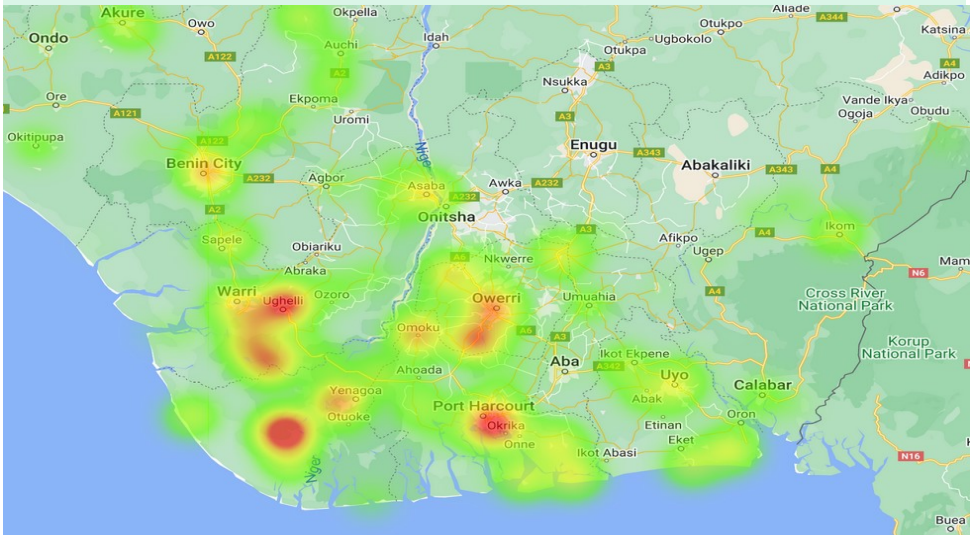 Aliade
A344
Okpella
Akure
Owo
Otukpo
Katsina
Idah
Ugbokolo
Ondo
Auchi
Otukpa
A122
A3
A4
A2
Adikpo
Nsukka
Ore
Ekpoma
Vande Ikya
Obudu
A121
Uromi
A3
Ogoja
Okitipupa
A122
Enugu
Niger
A343
Benin City
Abakaliki
A343
A4
Agbor
A232
Asaba
A232
Awka
A232
A2
Onitsha
Sapele
A3
Afikpo
Ikom
A4
Obiariku
Ugep
A6
Nkwerre
Mam
Abraka
N6
Warri
Ughelli
Ozoro
Owerri
Umuahia
A4
Cross River
National Park
Omoku
A6
A3
Korup
National Park
Aba
Ikot Ekpene
A342
Ahoada
Uyo
Calabar
Yenagoa
Abak
Port Harcourt
Otuoke
Oron
Okrika
Etinan
Onne
Eket
Ikot Abasi
N16
Niger
Buea